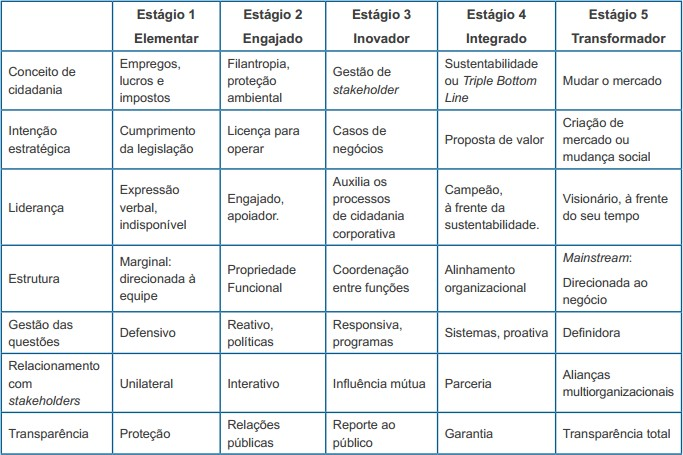 Estágio 1
Elementar
Estágio 2
Engajado
Estágio 3
Inovador
Estágio 4
Integrado
Estágio 5
Transformador
Conceito de
cidadania
Empregos,
lucros e
impostos
Filantropia,
proteção
ambiental
Gestão de
stakeholder
Sustentabilidade
ou Triple Bottom
Line
Mudar o mercado
Intenção
estratégica
Cumprimento
da legislação
Licença para
operar
Casos de
negócios
Proposta de valor
Criação de
mercado ou
mudança social
Liderança
Expressão
verbal,
indisponível
Engajado,
apoiador.
Auxilia os
processos
de cidadania
corporativa
Campeão,
à frente da
sustentabilidade.
Visionário, à frente
do seu tempo
Estrutura
Marginal:
direcionada à
equipe
Propriedade
Funcional
Coordenação
entre funções
Alinhamento
organizacional
Mainstream:
Direcionada ao
negócio
Gestão das
questões
Defensivo
Reativo,
políticas
Responsiva,
programas
Sistemas, proativa
Definidora
Relacionamento
com
stakeholders
Unilateral
Interativo
Influência mútua
Parceria
Alianças
multiorganizacionais
Transparência
Proteção
Relações
públicas
Reporte ao
público
Garantia
Transparência total